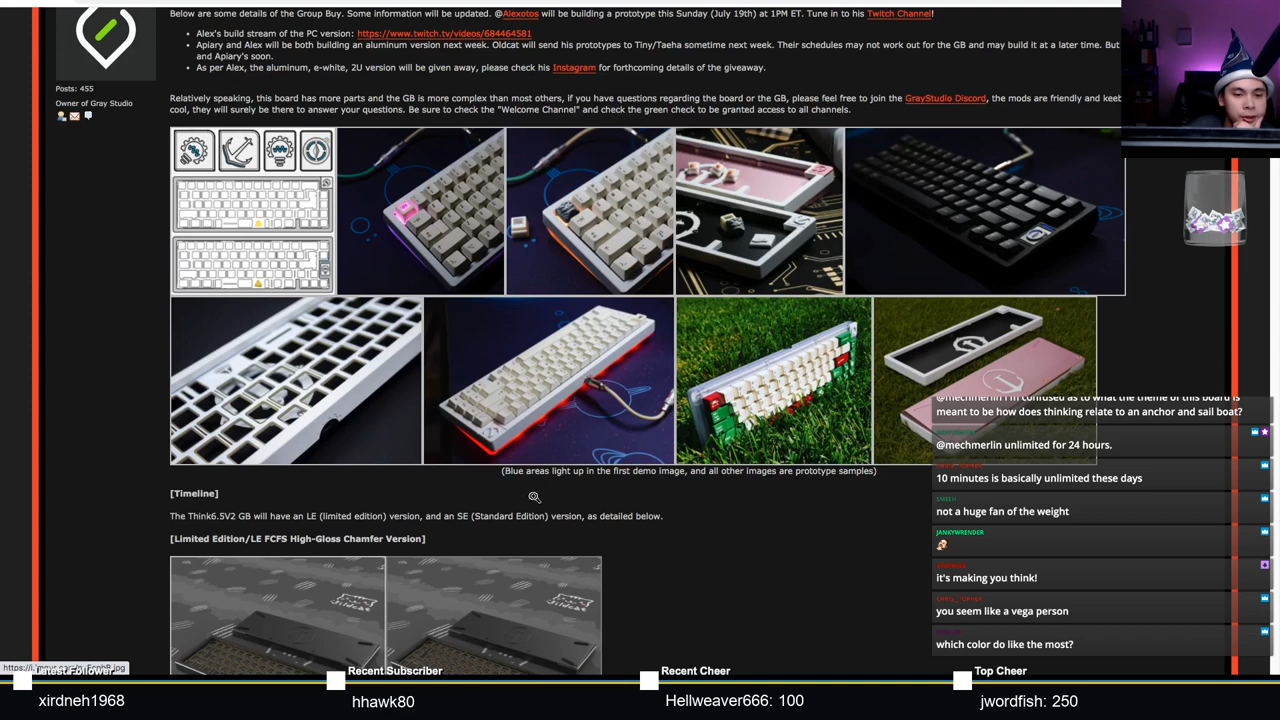 Below are some details of the Group Buy. Some information will be updated. @Alexotos will be building a prototype this Sunday (July 19th) at 1PM ET. Tune in to his Twitch Channel!
Alex's build stream of the PC version: https://www.twitch.tv/videos/684464581
Apiary and Alex will be both building an aluminum version next week. Oldcat will send his prototypes to Tiny/Taeha sometime next week. Their schedules may not work out for the GB and may build it at a later time. But
and Apiary's soon.
As per Alex, the aluminum, e-white, 2U version will be given away, please check his Instagram for forthcoming details of the giveaway.
Posts: 455
Owner of Gray Studio
Relatively speaking, this board has more parts and the GB is more complex than most others, if you have questions regarding the board or the GB, please feel free to join the GrayStudio Discord, the mods are friendly and
cool, they will surely be there to answer your questions. Be sure to check the "Welcome Channel" and check the green check to be granted access to all channels.
(Blue areas light up in the first demo image, and all other images are prototype samples)
[Timeline]
The Think6.5V2 GB will have an LE (limited edition) version, and an SE (Standard Edition) version, as detailed below.
[Limited Edition/LE FCFS High-Gloss Chamfer Version]
@mechmerlin I'm confused as to what the theme of this board is
meant to be how does thinking relate to an anchor and sail boat?
@mechmerlin unlimited for 24 hours.
10 minutes is basically unlimited these days
not a huge fan of the weight
JANKYWRENDER
it's making you think!
you seem like a vega person
which color do like the most?
Latest Follower
xirdneh1968
Recent Subscriber
hhawk80
Recent Cheer
Hellweaver666: 100
Top Cheer
jwordfish: 250